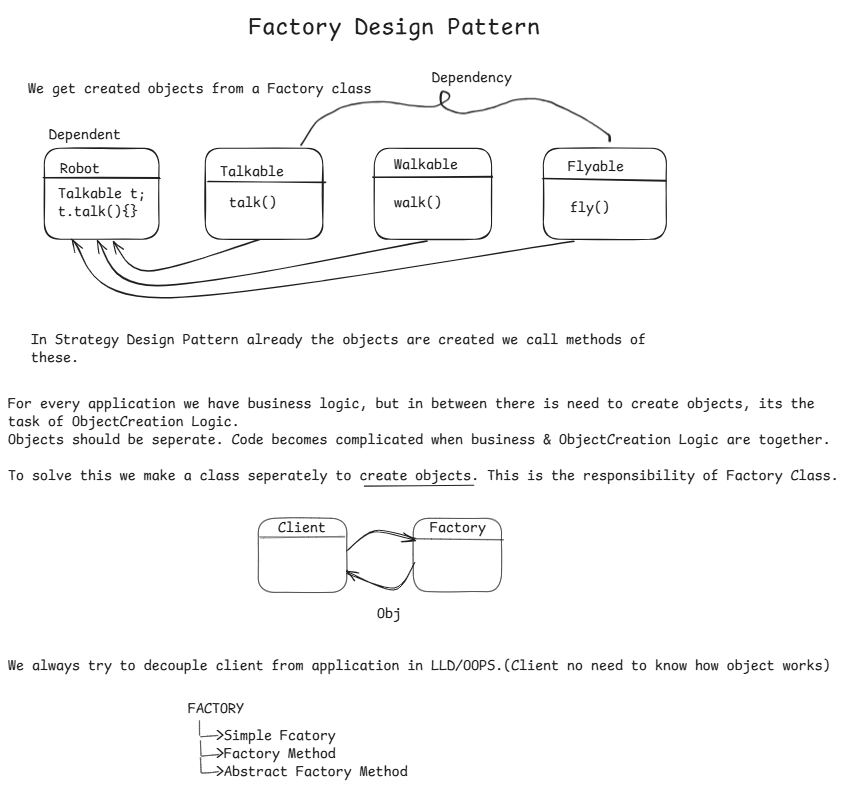 Factory Design Pattern
We get created objects from a Factory class
Dependency
Dependent
Robot
Talkable t;
t.talk(){}
Talkable
talk()
Walkable
walk()
Flyable
fly()
In Strategy Design Pattern already the objects are created we call methods of
these.
For every application we have business logic, but in between there is need to create objects, its the
task of ObjectCreation Logic.
Objects should be seperate. Code becomes complicated when business & ObjectCreation Logic are together.
To solve this we make a class seperately to create objects. This is the responsibility of Factory Class.
Client
Factory
Obj
We always try to decouple client from application in LLD/OOPS.(Client no need to know how object works)
FACTORY
Simple Fcatory
Factory Method
Abstract Factory Method